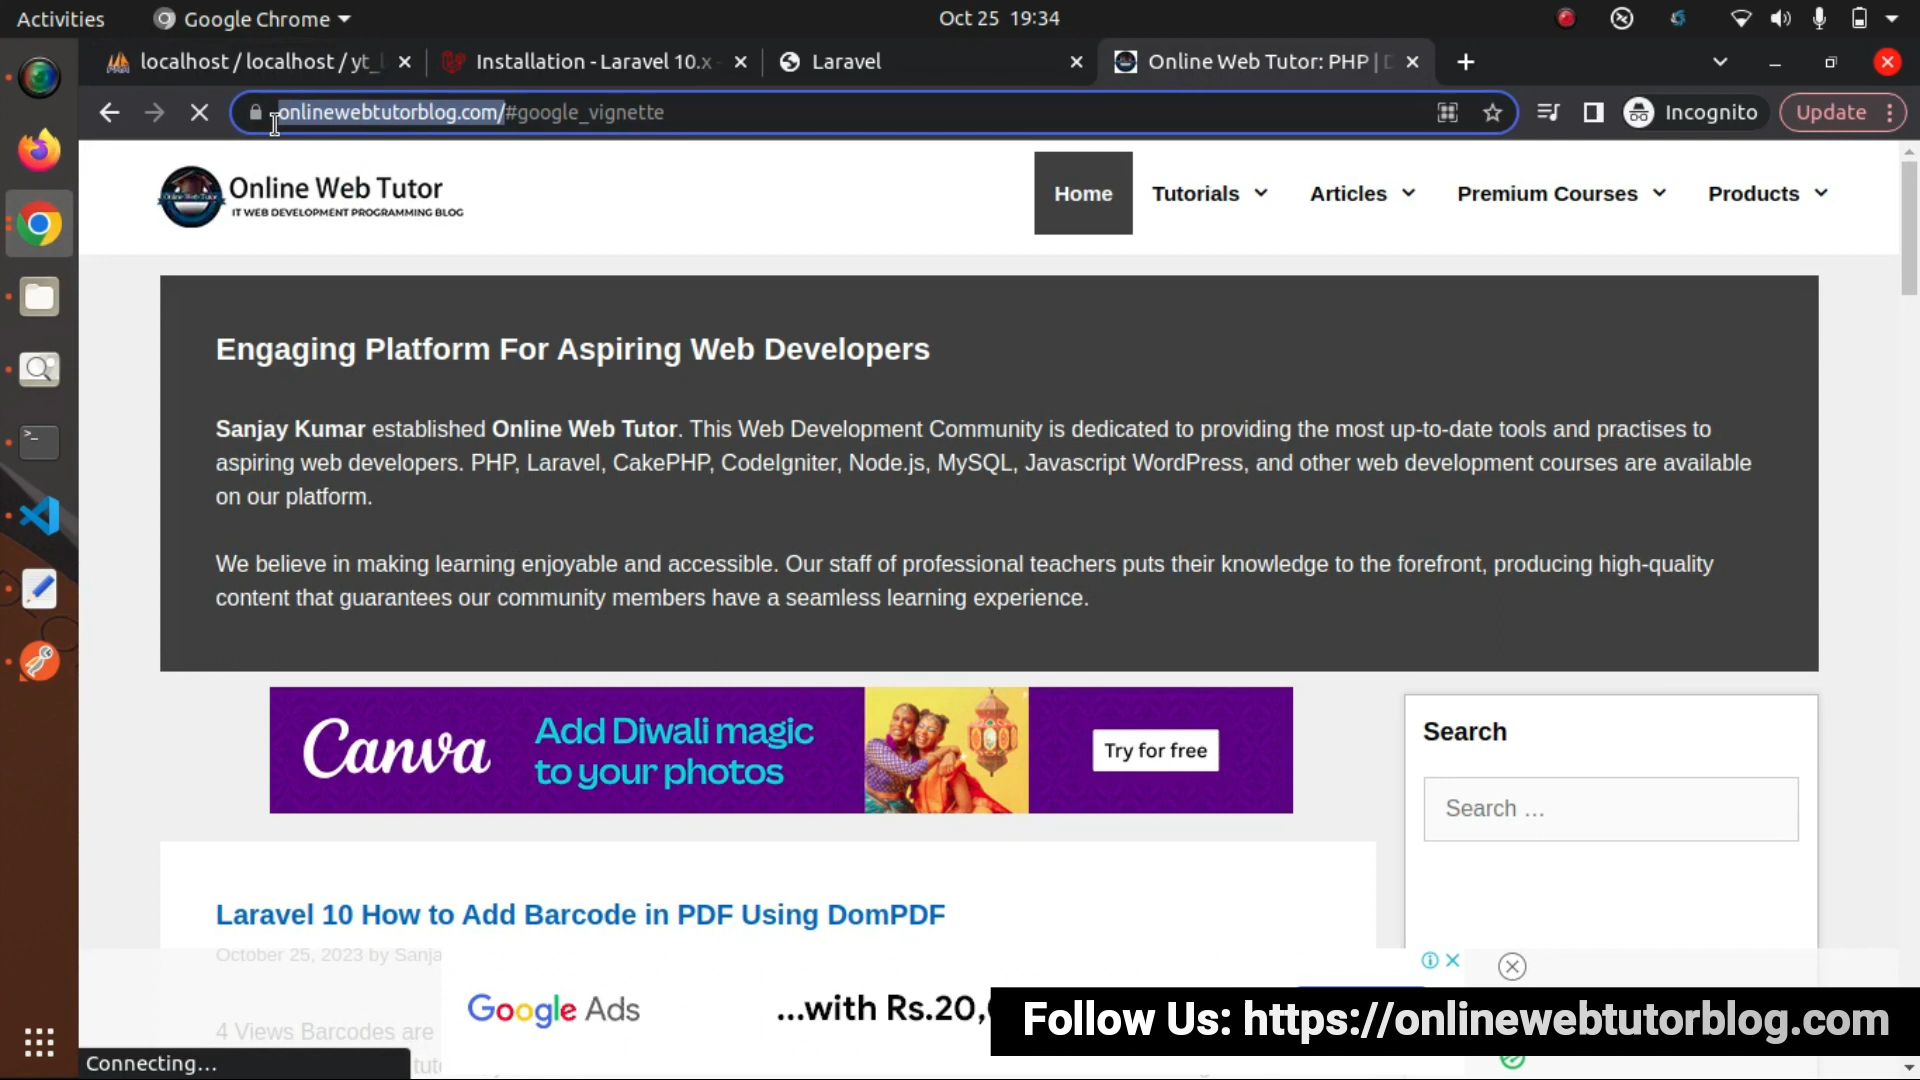 Activities
Google Chrome
Oct 25 19:34
localhost / localhost / yt_
Installation - Laravel 10.x -
Laravel
Online Web Tutor: PHP |
onlinewebtutorblog.com/#google_vignette
Incognito
Update
Online Web Tutor
IT WEB DEVELOPMENT PROGRAMMING BLOG
Home
Tutorials
Articles
Premium Courses
Products
Engaging Platform For Aspiring Web Developers
Sanjay Kumar established Online Web Tutor. This Web Development Community is dedicated to providing the most up-to-date tools and practises to
aspiring web developers. PHP, Laravel, CakePHP, CodeIgniter, Node.js, MySQL, Javascript WordPress, and other web development courses are available
on our platform.
We believe in making learning enjoyable and accessible. Our staff of professional teachers puts their knowledge to the forefront, producing high-quality
content that guarantees our community members have a seamless learning experience.
Canva
Add Diwali magic
to your photos
Try for free
Search
Search …
Laravel 10 How to Add Barcode in PDF Using DomPDF
October 25, 2023 by Sanja
4 Views Barcodes are
Google Ads
...with Rs.20,
Follow Us: https://onlinewebtutorblog.com
Connecting...